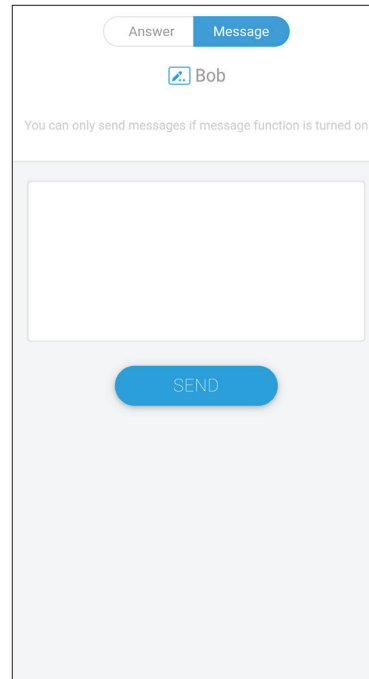 Answer Message
Bob
You can only send messages if message function is turned on
SEND